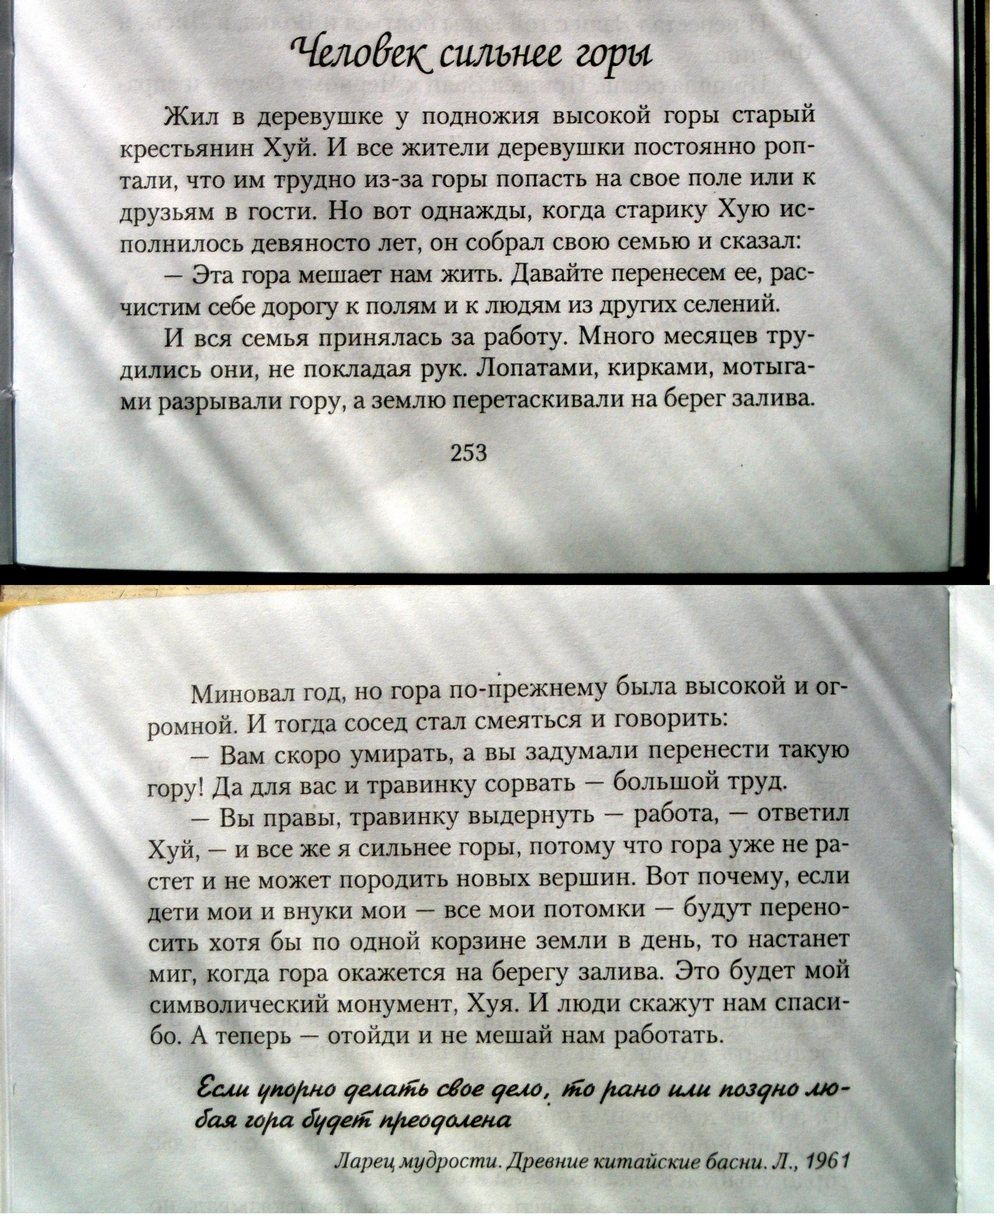 Человек сильнее горы
Жил в деревушке у подножия высокой горы старый
крестьянин Хуй. И все жители деревушки постоянно роп-
тали, что им трудно из-за горы попасть на свое поле или к
друзьям в гости. Но вот однажды, когда старику Хую ис-
полнилось девяносто лет, он собрал свою семью и сказал:
— Эта гора мешает нам жить. Давайте перенесем ее, рас-
чистим себе дорогу к полям и к людям из других селений.
И вся семья принялась за работу. Много месяцев тру-
дились они, не покладая рук. Лопатами, кирками, мотыга-
ми разрывали гору, а землю перетаскивали на берег залива.
253
Миновал год, но гора по-прежнему была высокой и ог-
ромной. И тогда сосед стал смеяться и говорить:
— Вам скоро умирать, а вы задумали перенести такую
гору! Да для вас и травинку сорвать — большой труд.
— Вы правы, травинку выдернуть — работа, — ответил
Хуй, — и все же я сильнее горы, потому что гора уже не ра-
стет и не может породить новых вершин. Вот почему, если
дети мои и внуки мои — все мои потомки — будут перено-
сить хотя бы по одной корзине земли в день, то настанет
миг, когда гора окажется на берегу залива. Это будет мой
символический монумент, Хуя. И люди скажут нам спаси-
бо. А теперь — отойди и не мешай нам работать.
Если упорно делать свое дело, то рано или поздно лю-
бая гора будет преодолена
Ларец мудрости. Древние китайские басни. Л., 1961